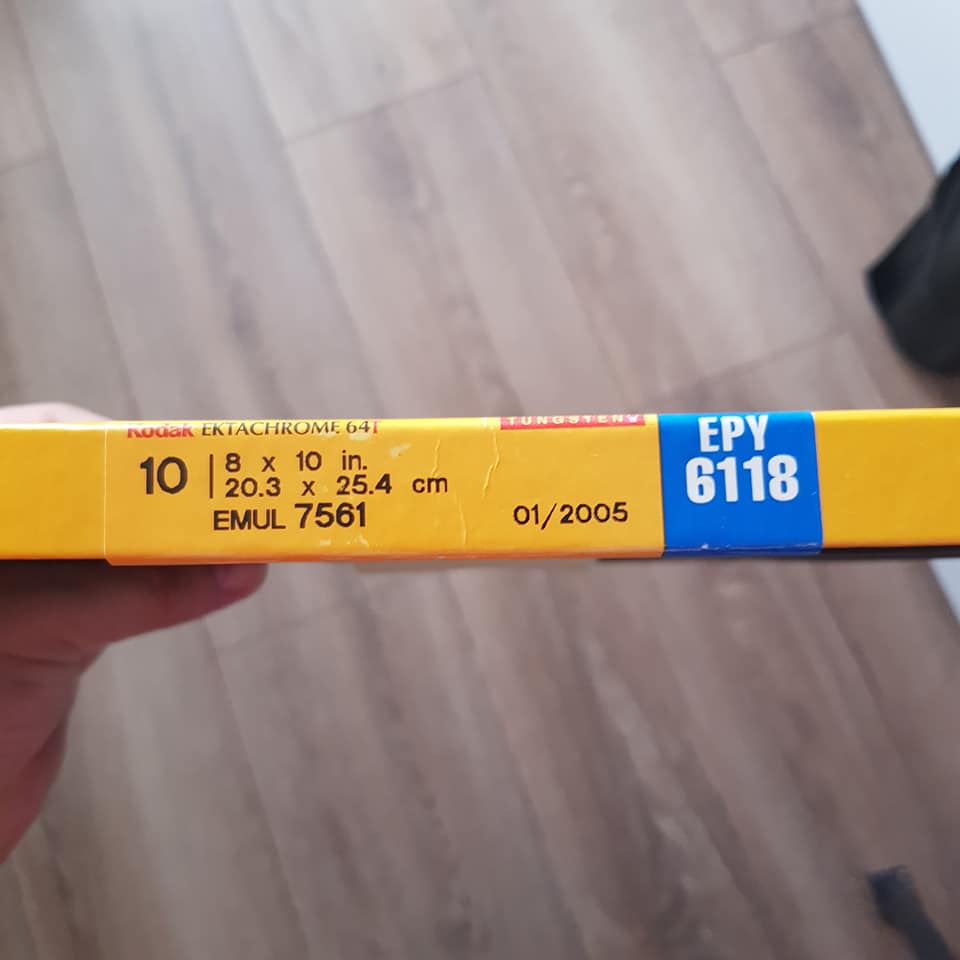 Kodak EKTACHROME 64T
TUNGSTEN
10
8 x 10 in.
20.3 x 25.4 cm
EMUL 7561
01/2005
EPY
6118